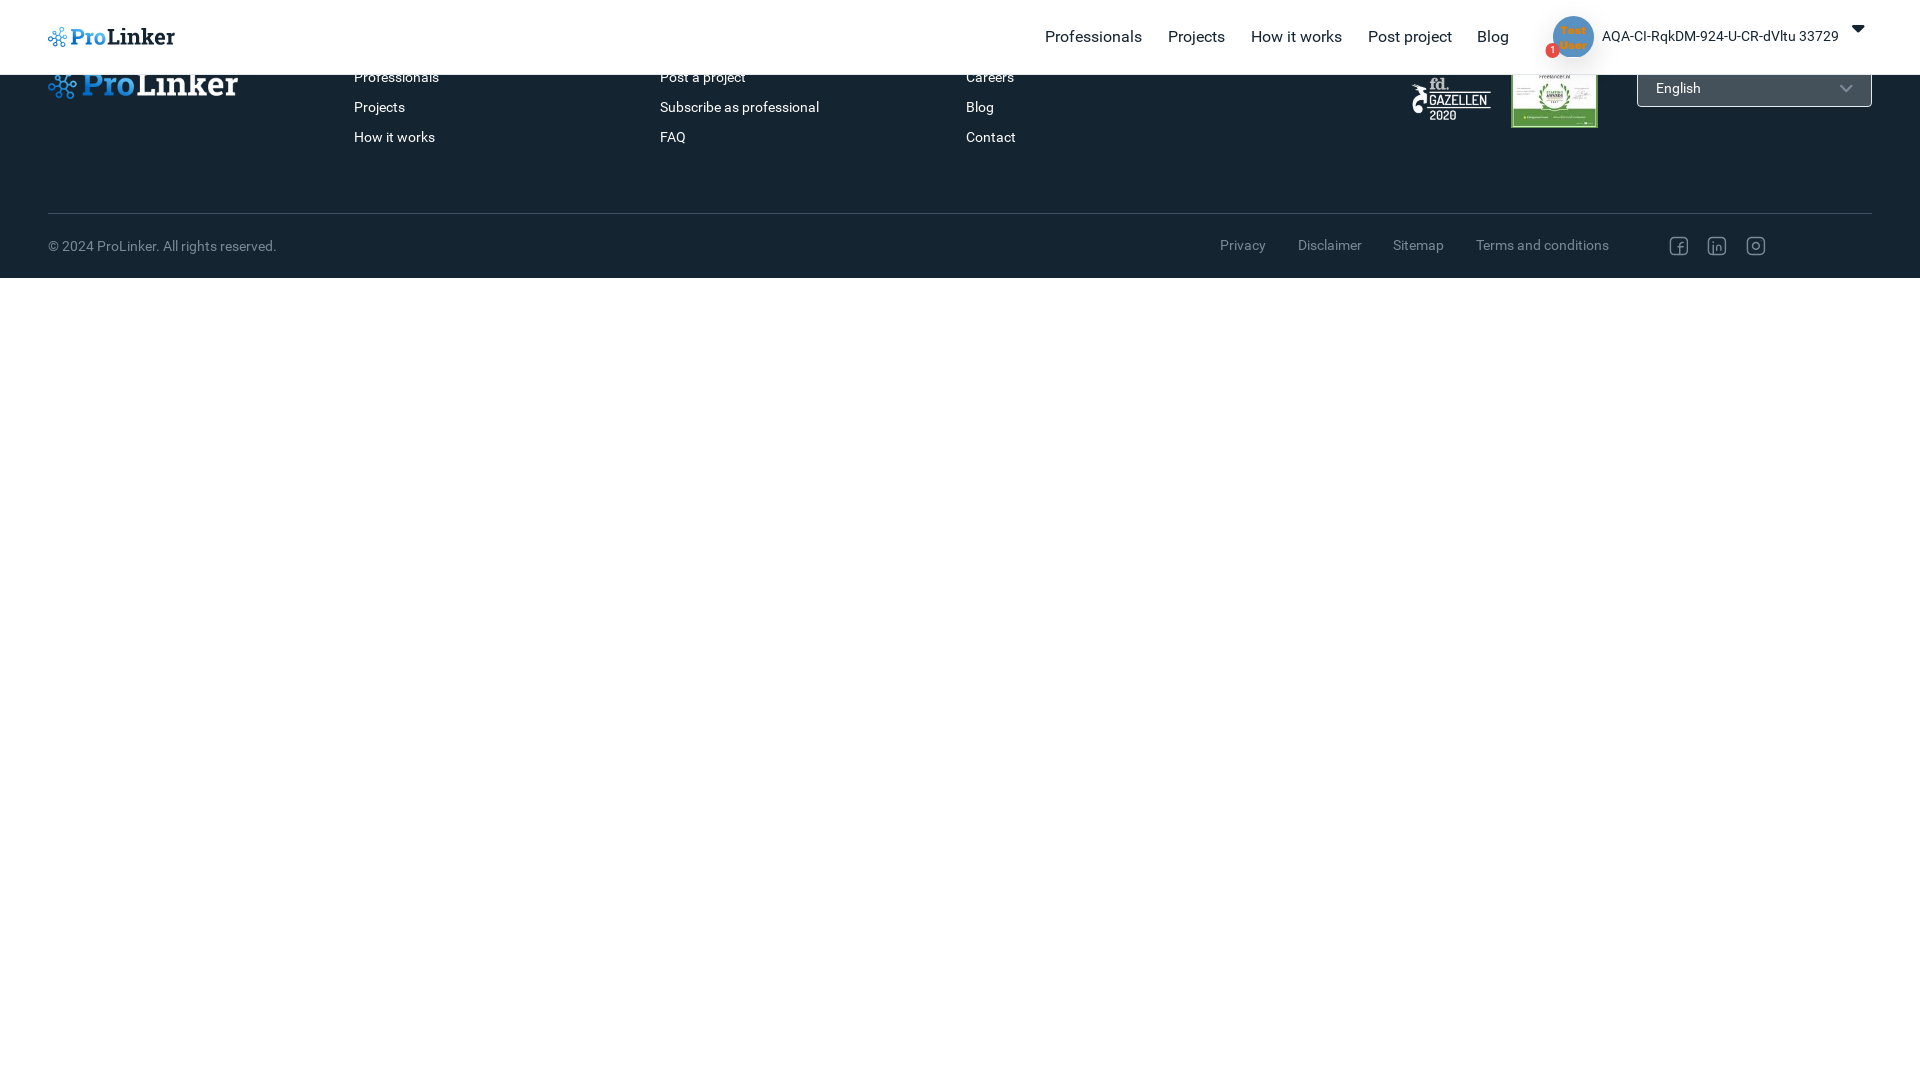 ProLinker
Professionals
Projects
How it works
Post project
Blog
Test
User
1
AQA-CI-RqkDM-924-U-CR-dVltu 33729
ProLinker
Professionals
Projects
How it works
Post a project
Subscribe as professional
FAQ
Careers
Blog
Contact
fd.
GAZELLEN
2020
English
© 2024 ProLinker. All rights reserved.
Privacy
Disclaimer
Sitemap
Terms and conditions